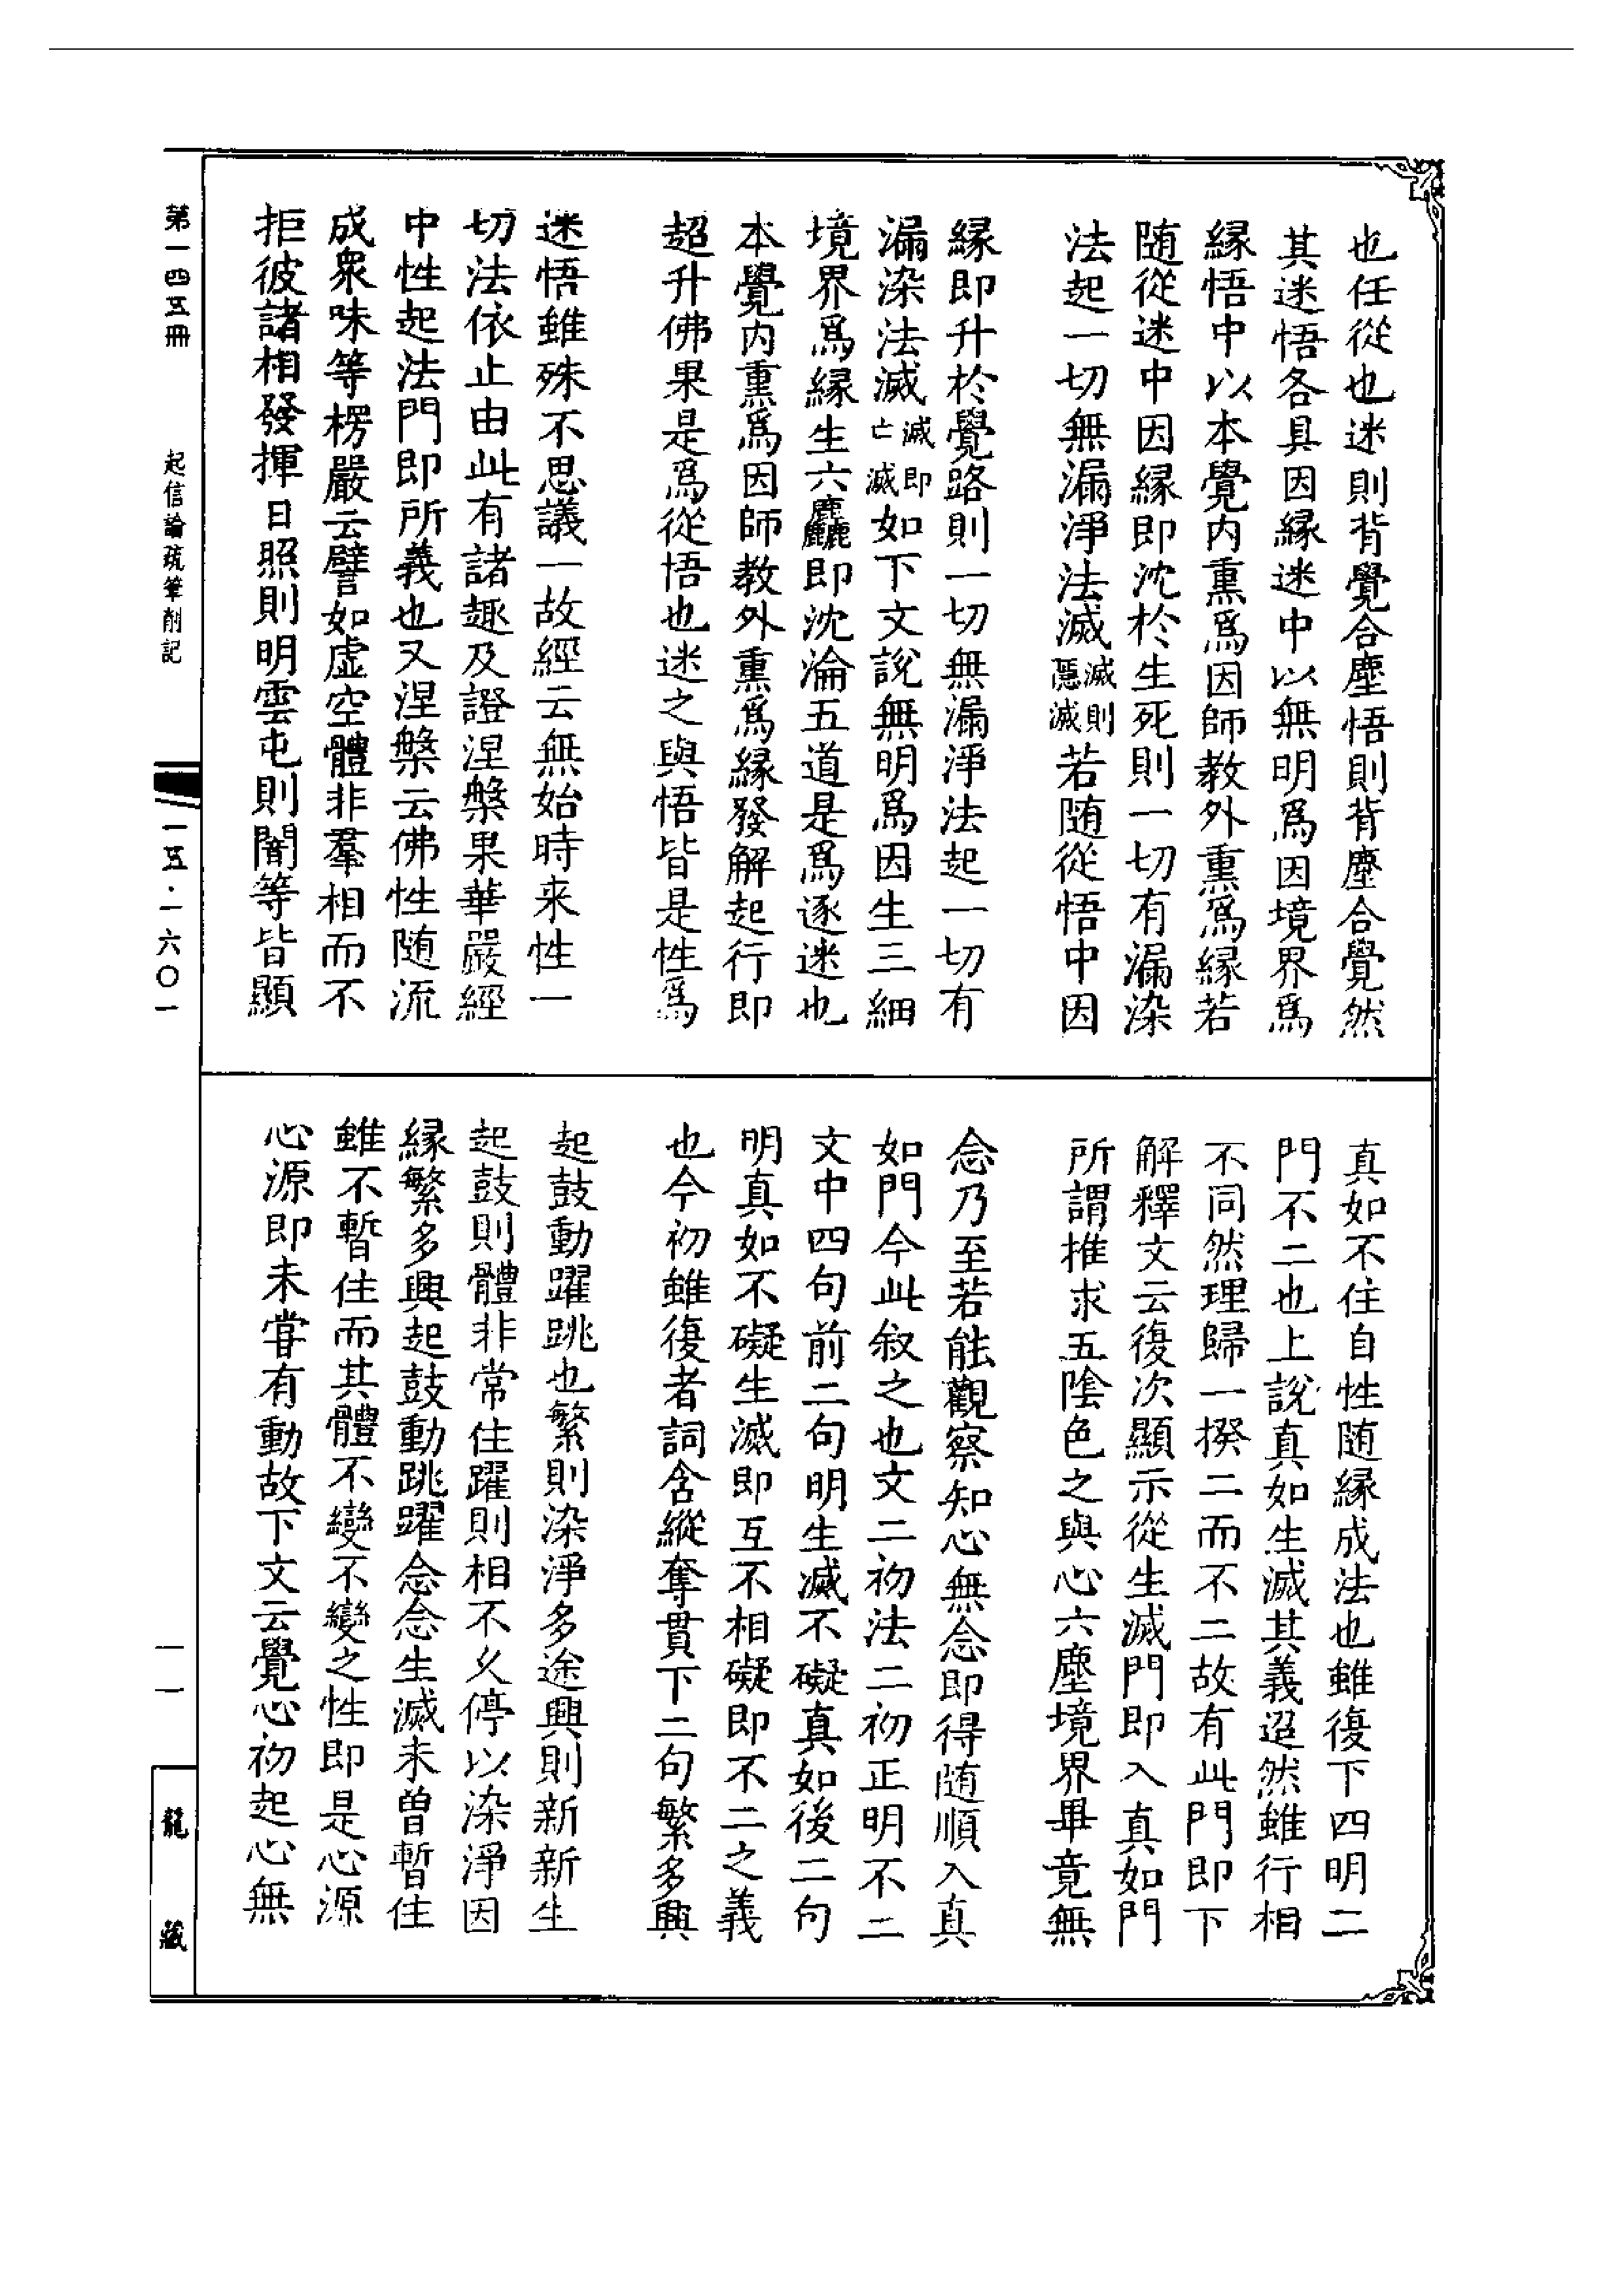 也任從也迷則背覺合塵悟則背塵合覺然
其迷悟各具因緣迷中以無明爲因境界爲
緣悟中以本覺內熏爲因師教外熏爲緣若
随從迷中因緣即沈於生死則一切有漏染
法起一切無漏淨法滅滅則隱滅若随從悟中因
緣即升於覺路則一切無漏淨法起一切有
漏染法滅滅即亡滅如下文說無明爲因生三細
境界爲緣生六麤即沈淪五道是爲逐迷也
本覺內熏爲因師教外熏爲緣發解起行即
超升佛果是爲從悟也迷之與悟皆是性爲
迷悟雖殊不思議一故經云無始時来性一
切法依止由此有諸趣及證涅槃果華嚴經
中性起法門即所義也又涅槃云佛性随流
成衆味等楞嚴云譬如虛空體非羣相而不
拒彼諸相發揮日照則明雲屯則闇等皆顯
真如不住自性随緣成法也雖復下四明二
門不二也上說真如生滅其義迢然雖行相
不同然理歸一揆二而不二故有此門即下
解釋文云復次顯示從生滅門即入真如門
所謂推求五陰色之與心六塵境界畢竟無
念乃至若能觀察知心無念即得随順入真
如門今此叙之也文二初法二初正明不二
文中四句前二句明生滅不礙真如後二句
明真如不礙生滅即互不相礙即不二之義
也今初雖復者詞含縱奪貫下二句繁多興
起鼓動躍跳也繁則染淨多途興則新新生
起鼓則體非常住躍則相不久停以染淨因
緣繁多興起鼓動跳躍念念生滅未曾暫住
雖不暫住而其體不變不變之性即是心源
心源即未甞有動故下文云覺心初起心無
第一四五冊
起信論疏筆削記
一五·一六〇一
一一
龍藏